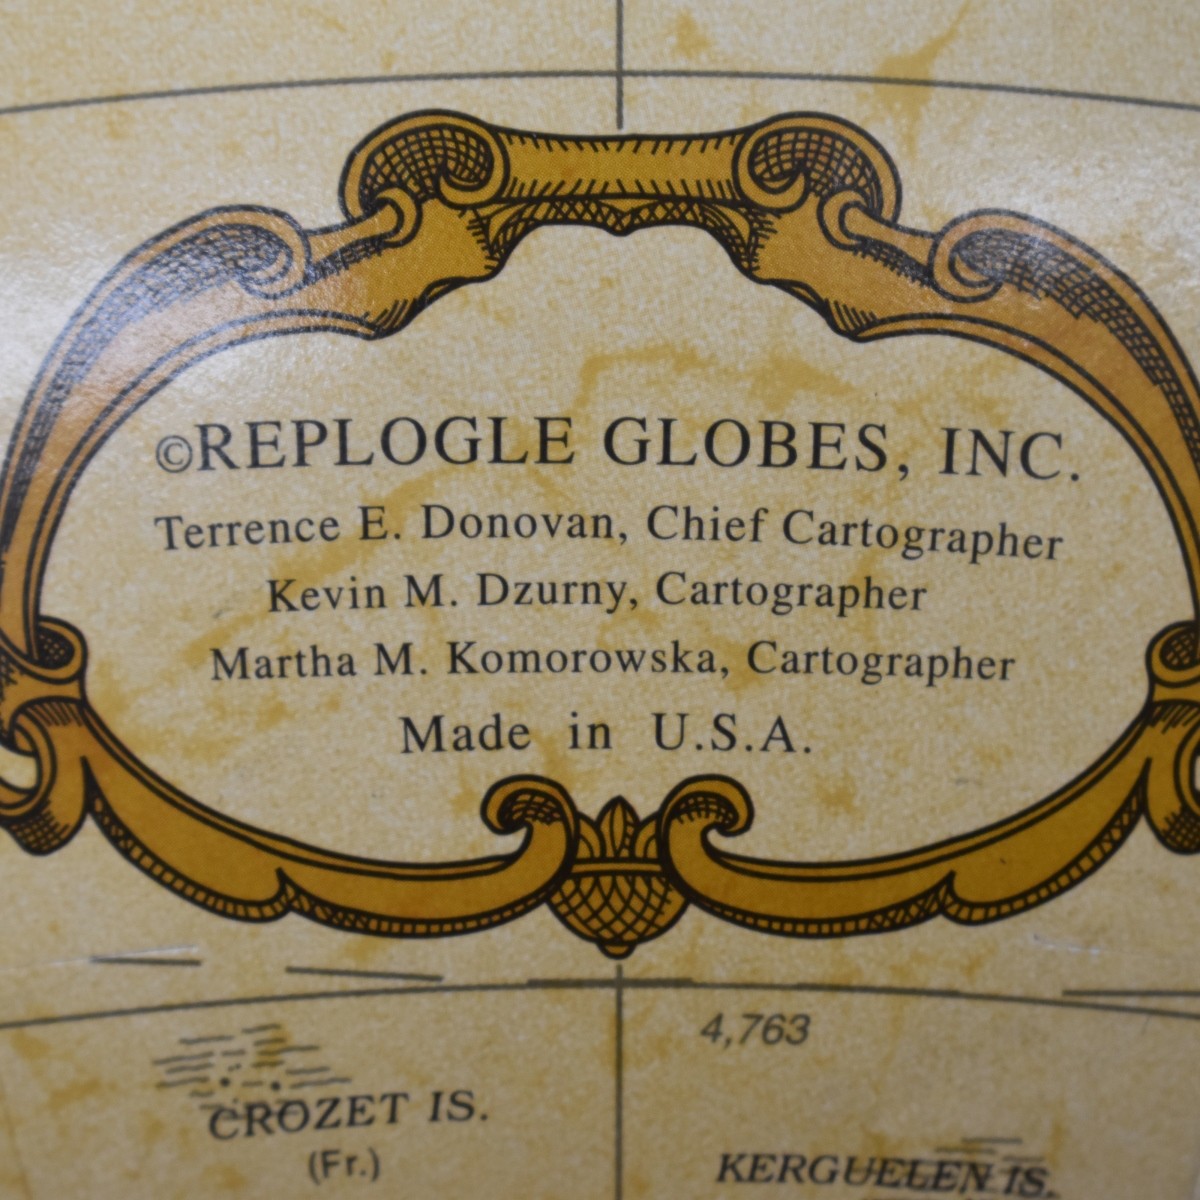 ©REPLOGLE GLOBES, INC.
Terrence E. Donovan, Chief Cartographer
Kevin M. Dzurny, Cartographer
Martha M. Komorowska, Cartographer
Made in U.S.A.
4,763
CROZET IS.
(Fr.)
KERGUELEN IS.